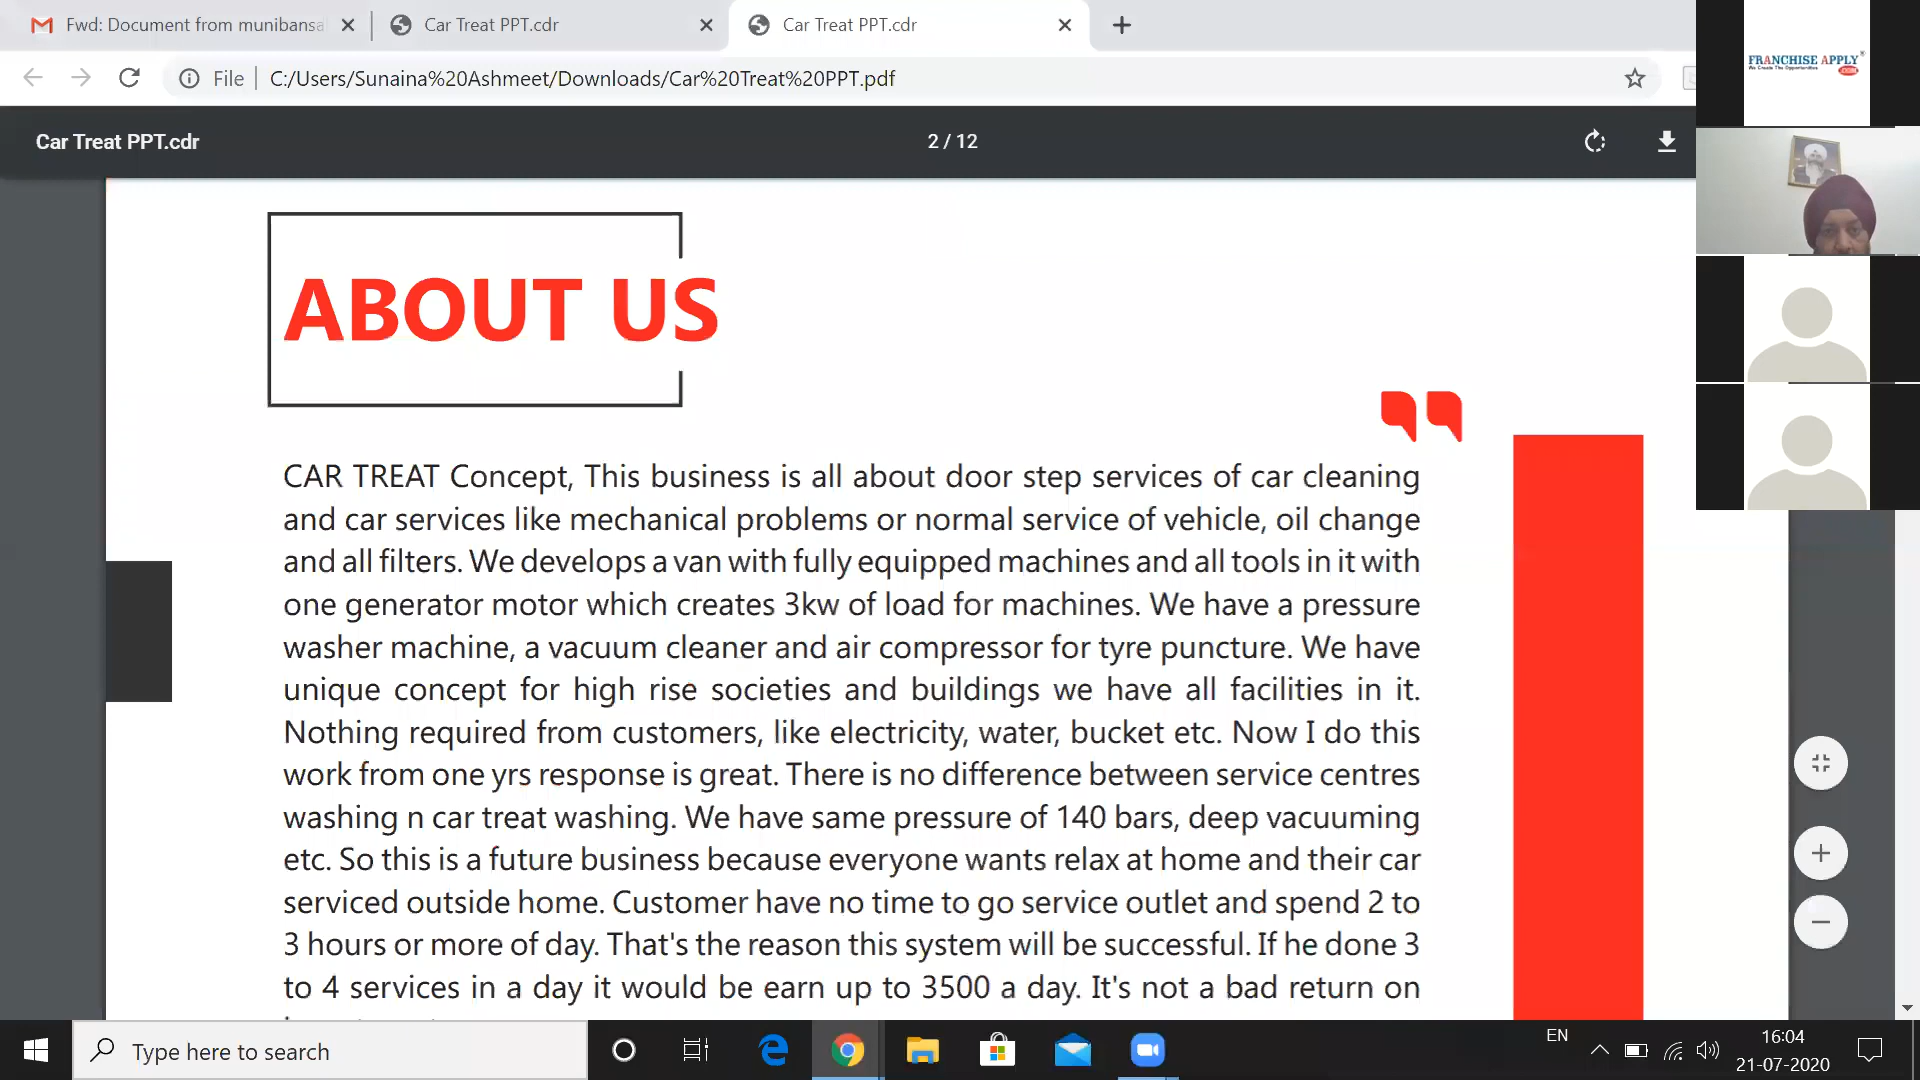 Fwd: Document from munibansa
Car Treat PPT.cdr
Car Treat PPT.cdr
File
C:/Users/Sunaina%20Ashmeet/Downloads/Car%20Treat%20PPT.pdf
FRANCHISE APPLY
We Create The Opportunities
.COM
Car Treat PPT.cdr
2 / 12
ABOUT US
CAR TREAT Concept, This business is all about door step services of car cleaning
and car services like mechanical problems or normal service of vehicle, oil change
and all filters. We develops a van with fully equipped machines and all tools in it with
one generator motor which creates 3kw of load for machines. We have a pressure
washer machine, a vacuum cleaner and air compressor for tyre puncture. We have
unique concept for high rise societies and buildings we have all facilities in it.
Nothing required from customers, like electricity, water, bucket etc. Now I do this
work from one yrs response is great. There is no difference between service centres
washing n car treat washing. We have same pressure of 140 bars, deep vacuuming
etc. So this is a future business because everyone wants relax at home and their car
serviced outside home. Customer have no time to go service outlet and spend 2 to
3 hours or more of day. That's the reason this system will be successful. If he done 3
to 4 services in a day it would be earn up to 3500 a day. It's not a bad return on
Type here to search
EN
16:04
21-07-2020